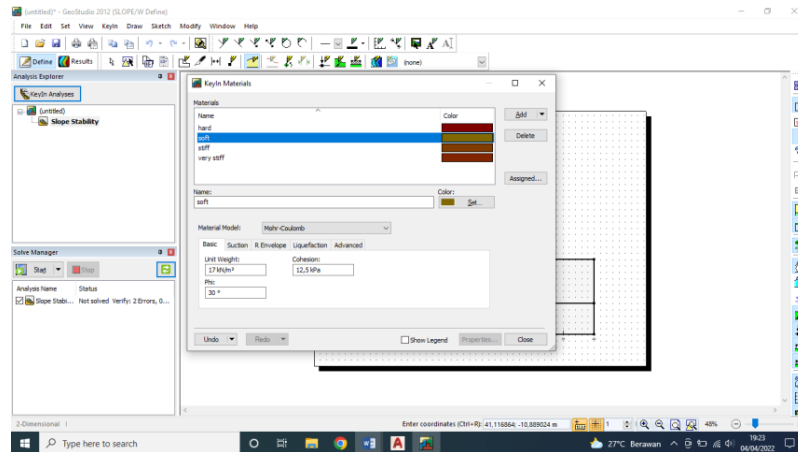 (untitled)* - GeoStudio 2012 (SLOPE/W Define)
File Edit Set View KeyIn Draw Sketch Modify Window Help
Define Results (none)
Analysis Explorer
KeyIn Analyses
(untitled)
Slope Stability
KeyIn Materials
Materials
Name Color
hard
soft
stiff
very stiff
Add
Delete
Assigned...
Name: Color:
soft Set...
Material Model: Mohr-Coulomb
Basic Suction R Envelope Liquefaction Advanced
Unit Weight: Cohesion:
17 kN/m³ 12,5 kPa
Phi:
30 °
Undo Redo Show Legend Properties... Close
Solve Manager
Start Stop
Analysis Name Status
Slope Stabi... Not solved Verify: 2 Errors, 0...
2-Dimensional
Enter coordinates (Ctrl+R): 41,116864; -10,889024 m 1 48%
Type here to search
27°C Berawan
19:23
04/04/2022